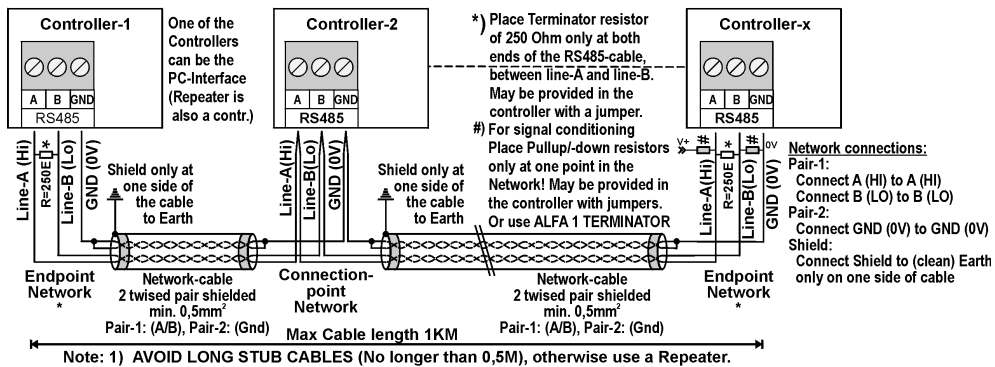 Controller-1
A B GND
RS485
One of the
Controllers
can be the
PC-Interface
(Repeater is
also a contr.)
Controller-2
A B GND
RS485
*) Place Terminator resistor
of 250 Ohm only at both
ends of the RS485-cable,
between line-A and line-B.
May be provided in the
controller with a jumper.
#) For signal conditioning
Place Pullup/-down resistors
only at one point in the
Network! May be provided in
the controller with jumpers.
Or use ALFA 1 TERMINATOR
Controller-x
A B GND
RS485
Line-A (Hi)
R=250E *
Line-B (Lo)
GND (0V)
Shield only at
one side of
the cable
to Earth
Line-A(Hi)
Line-B(Lo)
GND (0V)
Shield only at
one side of
the cable
to Earth
V+ # # 0V
*
Line-A(Hi)
R=250E
Line-B(Lo)
GND (0V)
Network connections:
Pair-1:
Connect A (HI) to A (HI)
Connect B (LO) to B (LO)
Pair-2:
Connect GND (0V) to GND (0V)
Shield:
Connect Shield to (clean) Earth
only on one side of cable
Endpoint
Network
*
Network-cable
2 twised pair shielded
min. 0,5mm²
Pair-1: (A/B), Pair-2: (Gnd)
Connection-
point
Network
Network-cable
2 twised pair shielded
min. 0,5mm²
Pair-1: (A/B), Pair-2: (Gnd)
Endpoint
Network
*
Max Cable length 1KM
Note: 1) AVOID LONG STUB CABLES (No longer than 0,5M), otherwise use a Repeater.